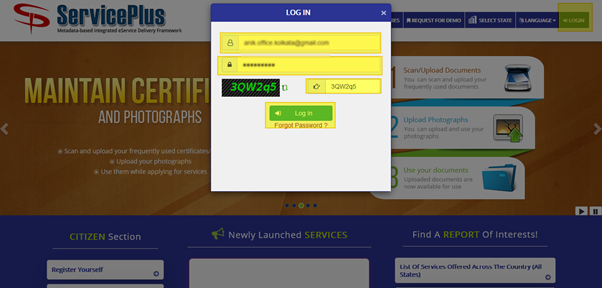 ServicePlus
Metadata-based Integrated eService Delivery Framework
LOG IN
×
REQUEST FOR DEMO
SELECT STATE
LANGUAGE
LOGIN
anik.office.kolkata@gmail.com
3QW2q5
3QW2q5
Log In
Forgot Password ?
MAINTAIN CERTIF
AND PHOTOGRAPHS
Scan and upload your frequently used certificates/
Upload your photographs
Use them while applying for services
1
Scan/Upload Documents
You can scan and upload your
frequently used documents
2
Upload Photographs
You can upload and use your
photographs
3
Use your documents
Uploaded documents are
now available for use
CITIZEN Section
Newly Launched SERVICES
Find A REPORT Of Interests!
Register Yourself
List Of Services Offered Across The Country (All
States)